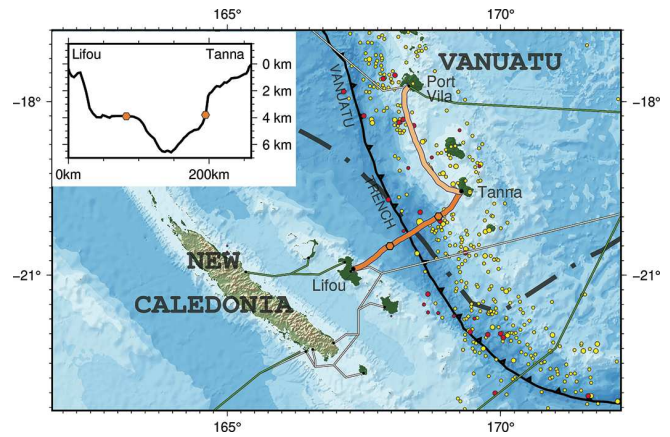 165°
170°
Lifou
Tanna
0 km
2 km
4 km
6 km
0km
200km
VANUATU
Port
Vila
VANUATU
TRENCH
Tanna
Lifou
NEW
CALEDONIA
−18°
−18°
−21°
−21°
165°
170°